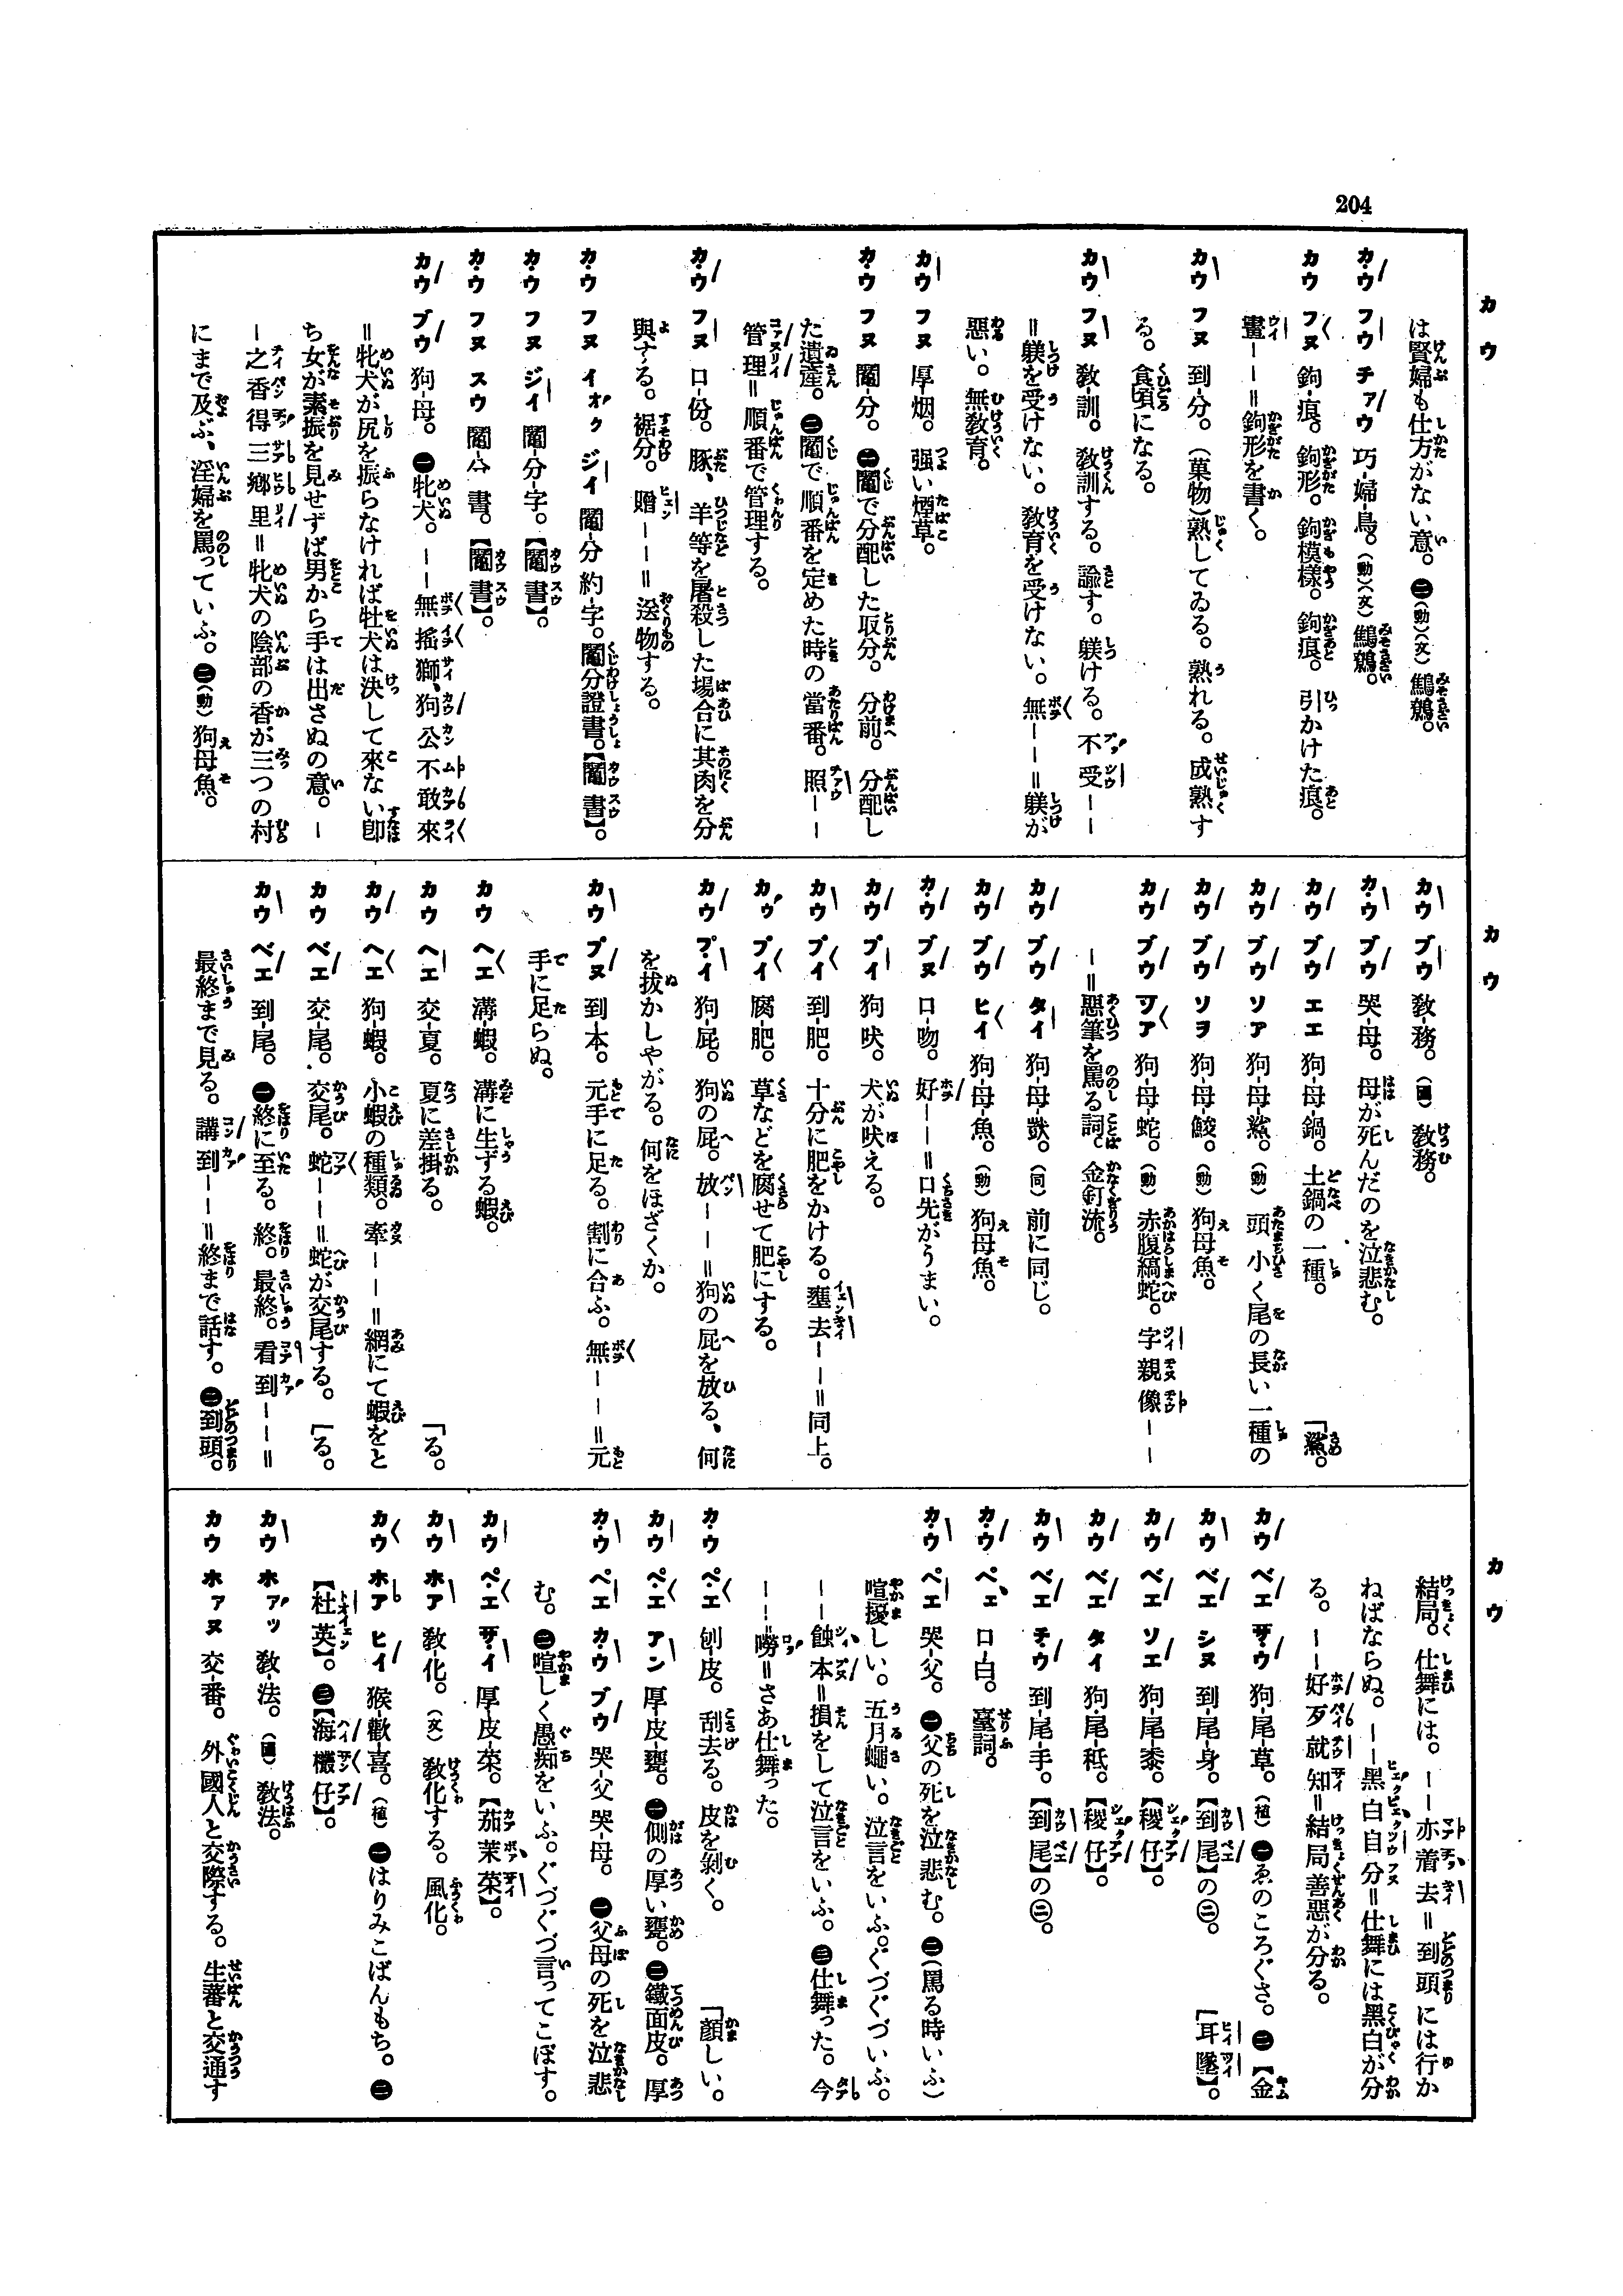 204
カウ
は賢婦も仕方がない意。㊁(動)(文)鷦鷯。
カウ フウ チァウ 巧-婦-鳥。(動)(文)鷦鷯。
カウ フヌ 鉤-痕。鉤形。鉤模樣。鉤痕。引かけた痕。
畫――＝鉤形を書く。
カウ フヌ 到-分。(菓物)熟してゐる。熟れる。成熟す
る。食頃になる。
カウ フヌ 敎-訓。敎訓する。諭す。躾ける。不受――
＝躾を受けない。敎育を受けない。無――＝躾が
惡い。無敎育。
カウ フヌ 厚-烟。强い煙草。
カウ フヌ 鬮-分。㊀鬮で分配した取分。分前。分配し
た遺產。㊁鬮で順番を定めた時の當番。照――
管理＝順番で管理する。
カウ フヌ 口-份。豚、羊等を屠殺した場合に其肉を分
與する。裾分。贈――＝送物する。
カウ フヌ イオク ジイ 鬮-分 約-字。鬮分證書。【鬮書】。
カウ フヌ ジイ 鬮-分-字。【鬮書】。
カウ フヌ スウ 鬮-分 書。【鬮書】。
カウ ブウ 狗-母。㊀牝犬。――無搖獅、狗公不敢來
＝牝犬が尻を振らなければ牡犬は決して來ない卽
ち女が素振を見せずば男から手は出さぬの意。―
―之香得三鄕里＝牝犬の陰部の香が三つの村
にまで及ぶ、淫婦を罵っていふ。㊁(動)狗母魚。
カウ
カウ ブウ 敎-務。敎務。
カウ ブウ 哭-母。母が死んだのを泣悲む。
カウ ブウ エエ 狗-母-鍋。土鍋の一種。「鯊。
カウ ブウ ソア 狗-母-鯊。(動)頭小く尾の長い一種の
カウ ブウ ソヲ 狗-母-鮻。(動)狗母魚。
カウ ブウ ツァ 狗-母-蛇。(動)赤腹縞蛇。字親像――
―＝惡筆を罵る詞。金釘流。
カウ ブウ タイ 狗-母-㹢。(同)前に同じ。
カウ ブウ ヒイ 狗-母-魚。(動)狗母魚。
カウ ブヌ 口-吻。好――＝口先がうまい。
カウ ブイ 狗 吠。犬が吠える。
カウ ブイ 到-肥。十分に肥をかける。壅去――＝同上。
カウ ブイ 腐-肥。草などを腐せて肥にする。
カウ プイ 狗-屁。狗の屁。放――＝狗の屁を放る、何
を拔かしやがる。何をほざくか。
カウ プヌ 到-本。元手に足る。割に合ふ。無――＝元
手に足らぬ。
カウ ヘエ 溝-蝦。溝に生ずる蝦。
カウ ヘエ 交-夏。夏に差掛る。「る。
カウ ヘエ 狗-蝦。小蝦の種類。牽――＝網にて蝦をと
カウ ベエ 交-尾。交尾。蛇――＝蛇が交尾する。「る。
カウ ベエ 到-尾。㊀終に至る。終。最終。看到――＝
最終まで見る。講到――＝終まで話す。㊁到頭。
カウ
結局。仕舞には。――亦着去＝到頭には行か
ねばならぬ。――黑白自分＝仕舞には黑白が分
る。――好歹就知＝結局善惡が分る。
カウ ベエ サウ 狗-尾-草。(植)㊀ゑのころぐさ。㊁【金
カウ ベエ シヌ 到-尾-身。【到尾】の㊁。「耳墜】。
カウ ベエ ソエ 狗-尾-黍。【稷仔】。
カウ ベエ タイ 狗-尾-秪。【稷仔】。
カウ ベエ チウ 到-尾-手。【到尾】の㊁。
カウ ペェ 口-白。臺詞。
カウ ペエ 哭-父。㊀父の死を泣悲む。㊁(罵る時いふ)
喧擾しい。五月蠅い。泣言をいふ。ぐづぐづいふ。
――蝕本＝損をして泣言をいふ。㊂仕舞った。今
――嘮＝さあ仕舞った。
カウ ペエ 刨-皮。刮去る。皮を剝く。「顏しい。
カウ ペエ アン 厚-皮-甕。㊀側の厚い甕。㊁鐵面皮。厚
カウ ペエ カウ ブウ 哭-父 哭-母。㊀父母の死を泣悲
む。㊁喧しく愚痴をいふ。ぐづぐづ言ってこぼす。
カウ ペエ サイ 厚-皮-菜。【茄茉菜】。
カウ ホア 敎-化。(文)敎化する。風化。
カウ ホア ヒイ 猴-歡-喜。(植)㊀はりみこばんもち。㊁
【杜英】。㊂【海㰖仔】。
カウ ホァッ 敎-法。敎法。
カウ ホァヌ 交-番。外國人と交際する。生蕃と交通す